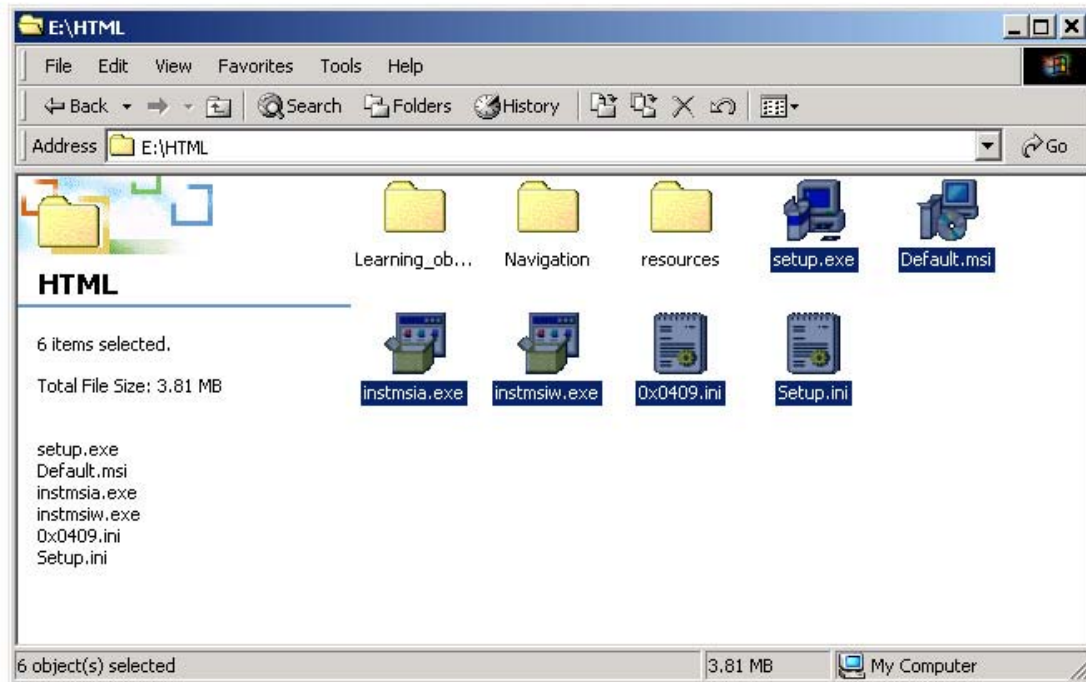 E:\HTML
File Edit View Favorites Tools Help
Back Search Folders History
Address E:\HTML Go
HTML
6 items selected.
Total File Size: 3.81 MB
setup.exe
Default.msi
instmsia.exe
instmsiw.exe
0x0409.ini
Setup.ini
Learning_ob... Navigation resources setup.exe Default.msi
instmsia.exe instmsiw.exe 0x0409.ini Setup.ini
6 object(s) selected 3.81 MB My Computer